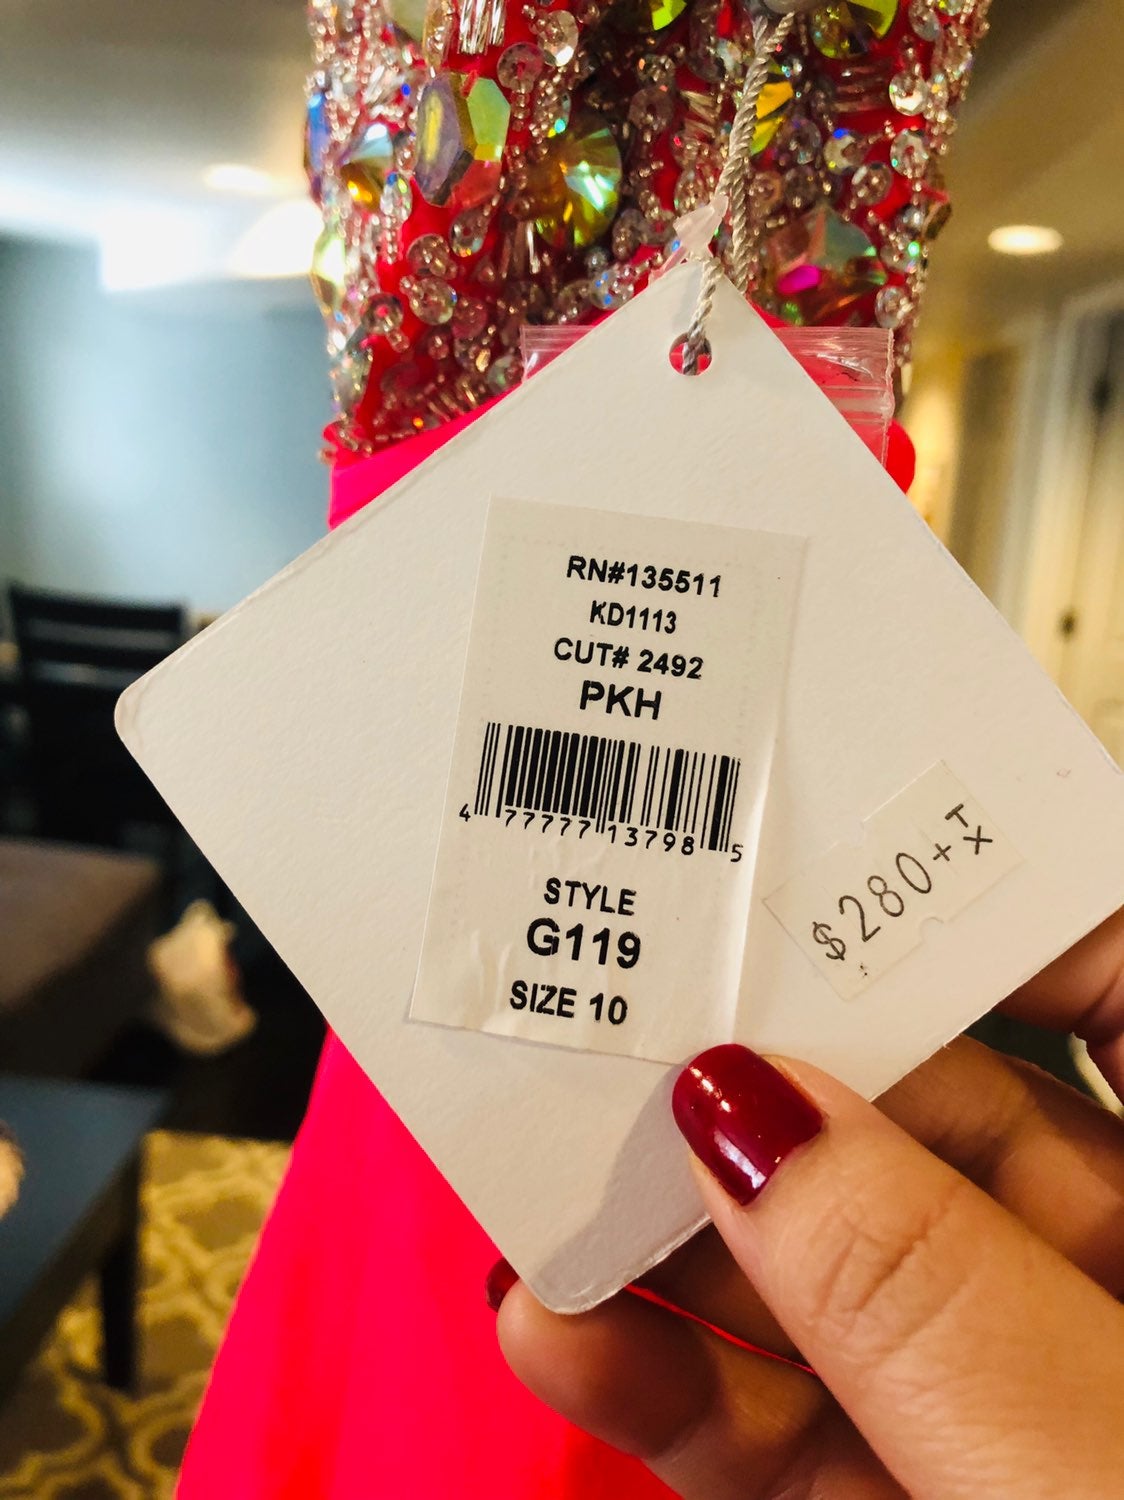 RN#135511
KD1113
CUT# 2492
PKH
4 77777 13798 5
STYLE
G119
SIZE 10
$280+TX